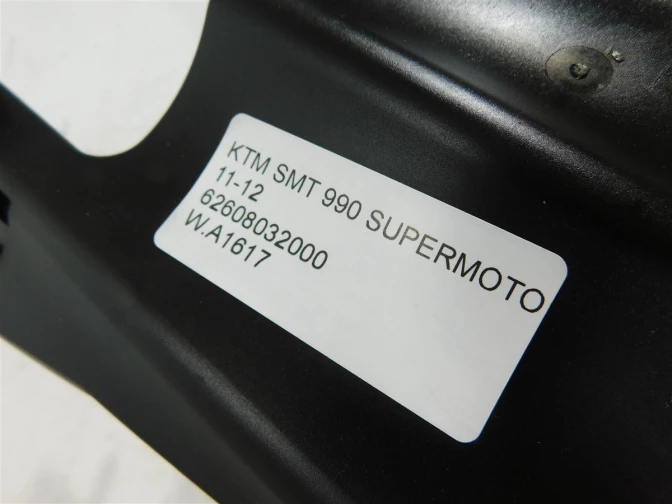 KTM SMT 990 SUPERMOTO
11-12
62608032000
W.A1617